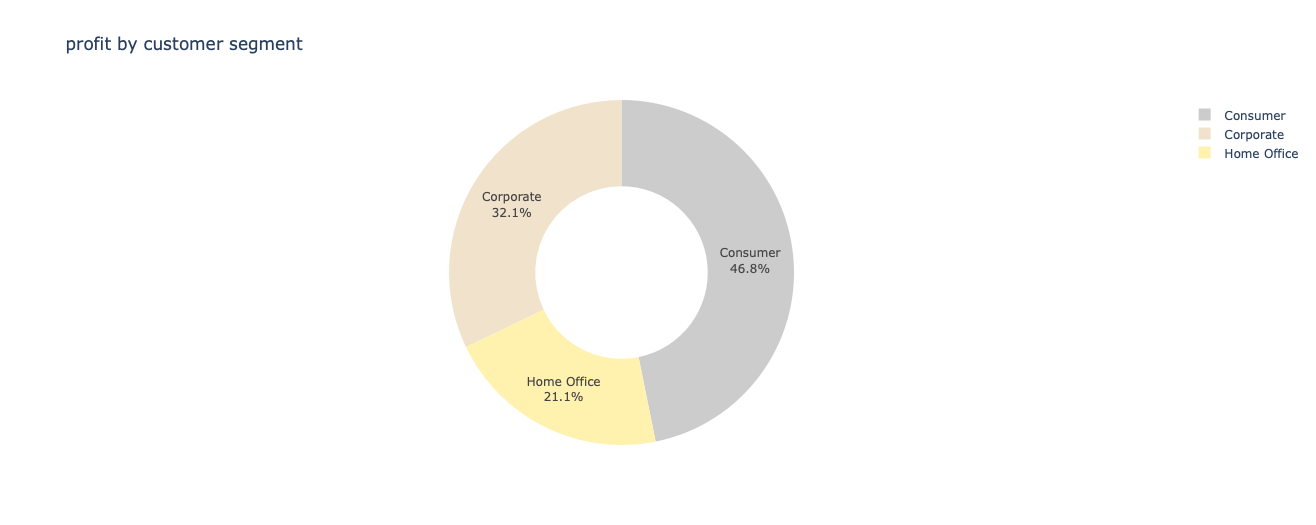 profit by customer segment
Consumer
Corporate
Home Office
Corporate
32.1%
Consumer
46.8%
Home Office
21.1%